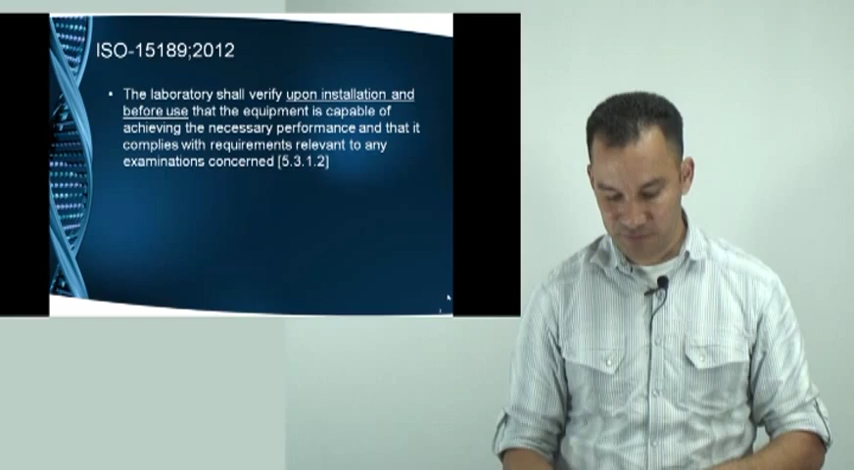 ISO-15189;2012
• The laboratory shall verify upon installation and
before use that the equipment is capable of
achieving the necessary performance and that it
complies with requirements relevant to any
examinations concerned [5.3.1.2]